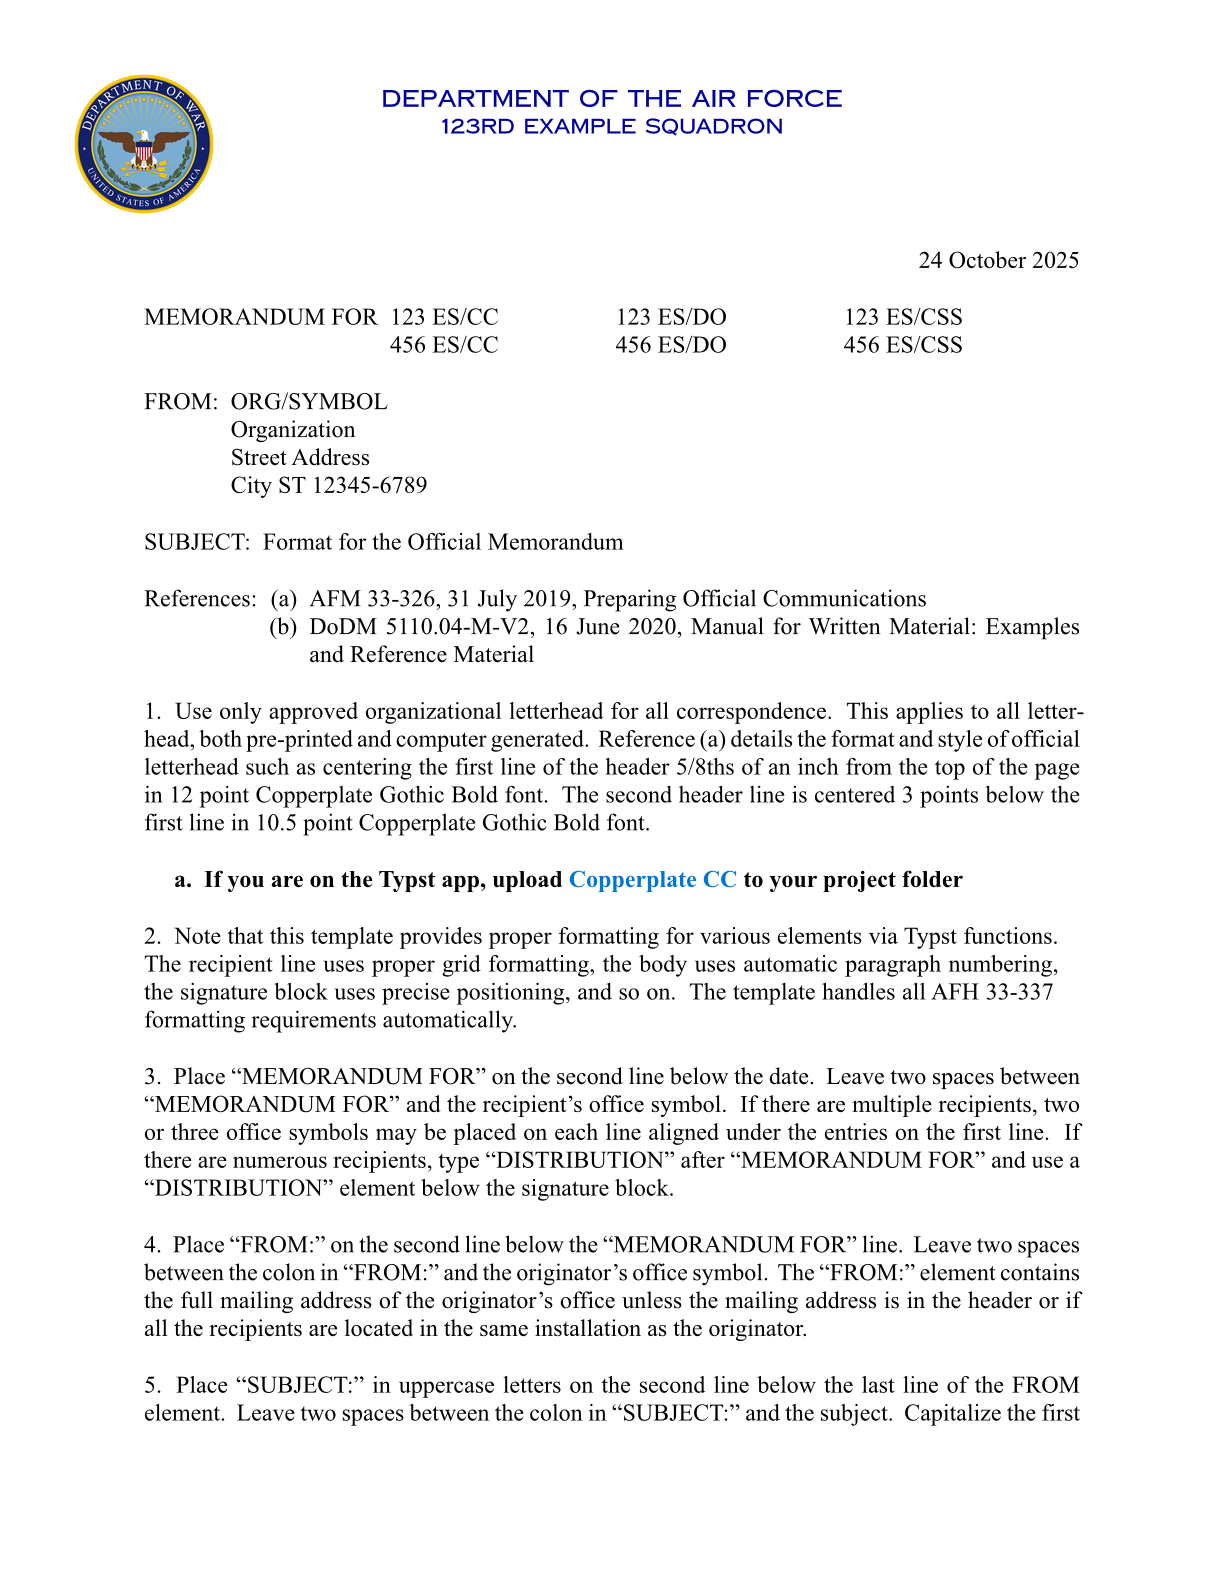 DEPARTMENT OF WAR
UNITED STATES OF AMERICA
DEPARTMENT OF THE AIR FORCE
123RD EXAMPLE SQUADRON
24 October 2025
MEMORANDUM FOR 123 ES/CC 123 ES/DO 123 ES/CSS
456 ES/CC 456 ES/DO 456 ES/CSS
FROM: ORG/SYMBOL
Organization
Street Address
City ST 12345-6789
SUBJECT: Format for the Official Memorandum
References: (a) AFM 33-326, 31 July 2019, Preparing Official Communications
(b) DoDM 5110.04-M-V2, 16 June 2020, Manual for Written Material: Examples
and Reference Material
1. Use only approved organizational letterhead for all correspondence. This applies to all letter-
head, both pre-printed and computer generated. Reference (a) details the format and style of official
letterhead such as centering the first line of the header 5/8ths of an inch from the top of the page
in 12 point Copperplate Gothic Bold font. The second header line is centered 3 points below the
first line in 10.5 point Copperplate Gothic Bold font.
a. If you are on the Typst app, upload Copperplate CC to your project folder
2. Note that this template provides proper formatting for various elements via Typst functions.
The recipient line uses proper grid formatting, the body uses automatic paragraph numbering,
the signature block uses precise positioning, and so on. The template handles all AFH 33-337
formatting requirements automatically.
3. Place “MEMORANDUM FOR” on the second line below the date. Leave two spaces between
“MEMORANDUM FOR” and the recipient’s office symbol. If there are multiple recipients, two
or three office symbols may be placed on each line aligned under the entries on the first line. If
there are numerous recipients, type “DISTRIBUTION” after “MEMORANDUM FOR” and use a
“DISTRIBUTION” element below the signature block.
4. Place “FROM:” on the second line below the “MEMORANDUM FOR” line. Leave two spaces
between the colon in “FROM:” and the originator’s office symbol. The “FROM:” element contains
the full mailing address of the originator’s office unless the mailing address is in the header or if
all the recipients are located in the same installation as the originator.
5. Place “SUBJECT:” in uppercase letters on the second line below the last line of the FROM
element. Leave two spaces between the colon in “SUBJECT:” and the subject. Capitalize the first